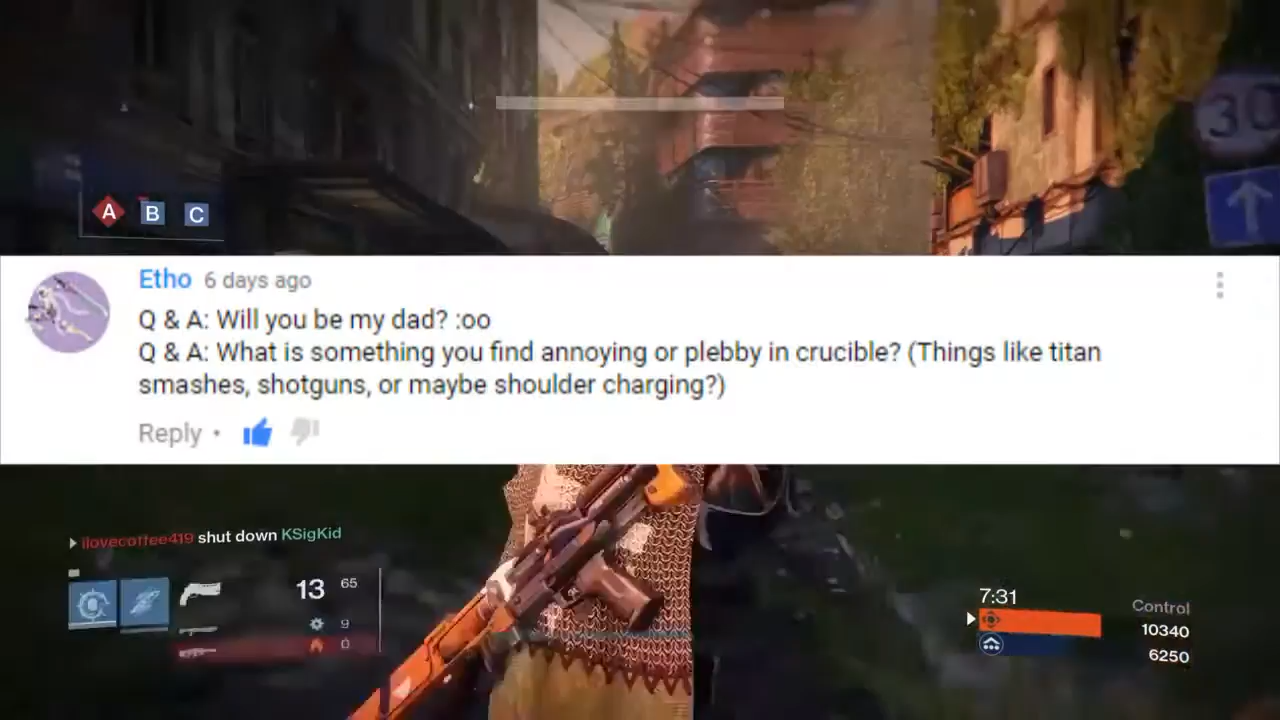 30
A B C
Etho 6 days ago
Q & A: Will you be my dad? :oo
Q & A: What is something you find annoying or plebby in crucible? (Things like titan
smashes, shotguns, or maybe shoulder charging?)
Reply •
ilovecoffee419 shut down KSigKid
13 65
9
0
7:31
Control
10340
6250